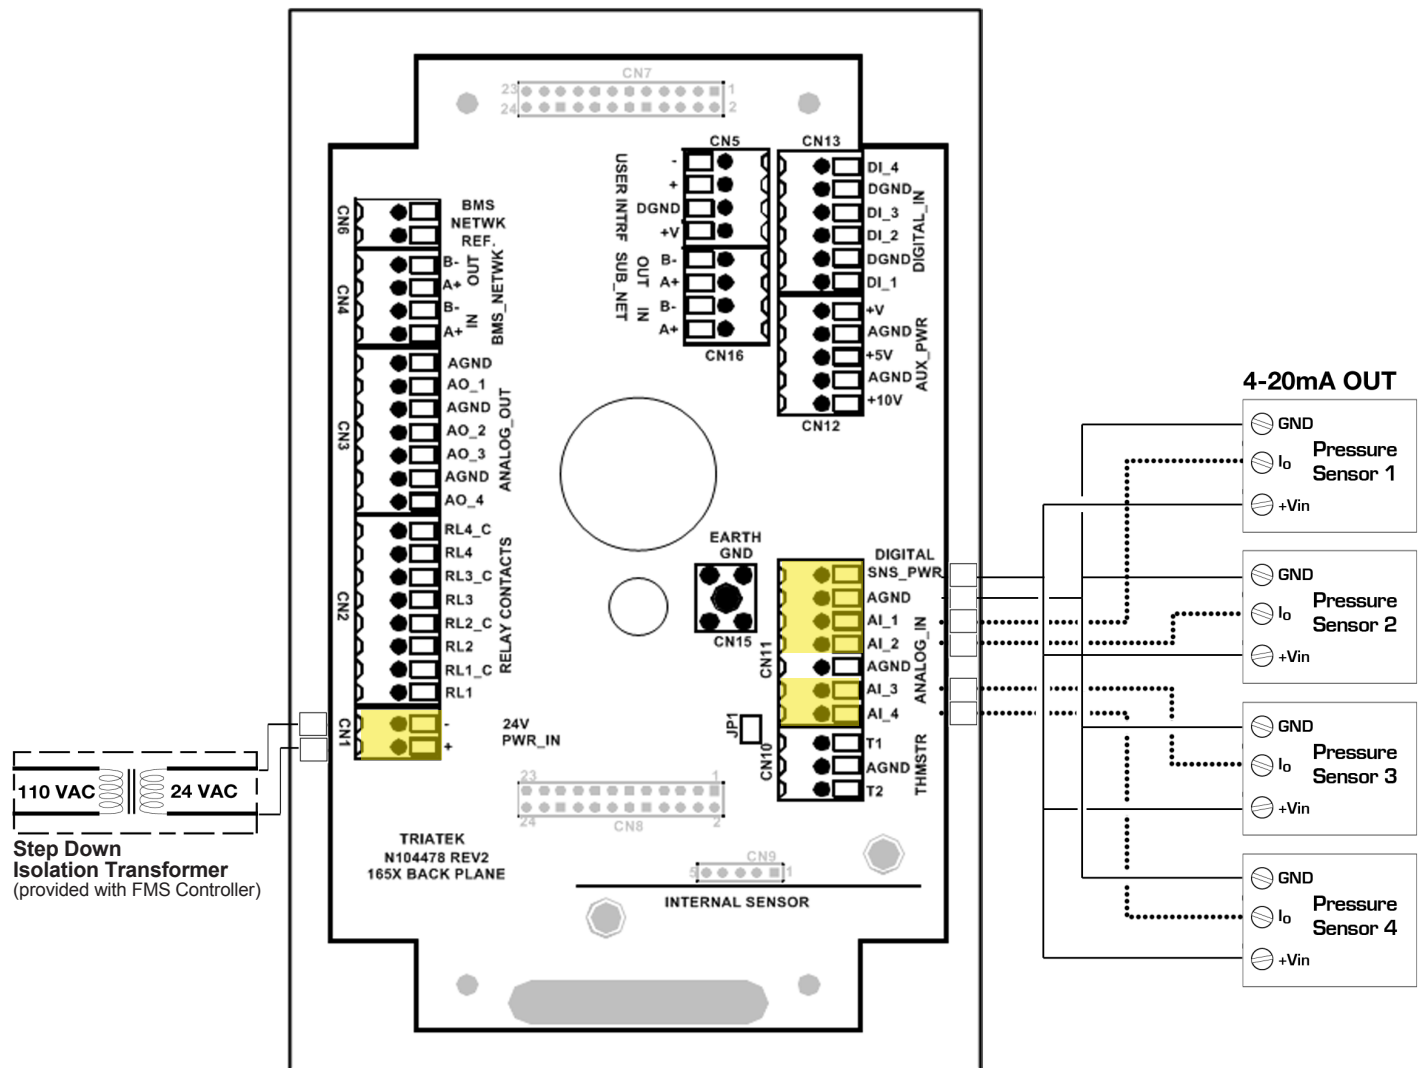 CN7
23
1
24
2
CN5
-
+
DGND
+V
USER INTRF
B-
A+
B-
A+
OUT
IN
SUB_NET
CN16
CN13
DI_4
DGND
DI_3
DI_2
DGND
DI_1
DIGITAL_IN
+V
AGND
+5V
AGND
+10V
AUX_PWR
CN12
CN6
BMS
NETWK
REF.
CN4
B-
A+
B-
A+
OUT
IN
BMS_NETWK
CN3
AGND
AO_1
AGND
AO_2
AO_3
AGND
AO_4
ANALOG_OUT
CN2
RL4_C
RL4
RL3_C
RL3
RL2_C
RL2
RL1_C
RL1
RELAY CONTACTS
CN1
-
+
24V
PWR_IN
EARTH
GND
CN15
DIGITAL
SNS_PWR
AGND
AI_1
AI_2
AGND
AI_3
AI_4
ANALOG_IN
CN11
JP1
CN10
T1
AGND
T2
THMSTR
23
1
24
2
CN8
TRIATEK
N104478 REV2
165X BACK PLANE
CN9
5
1
INTERNAL SENSOR
110 VAC
24 VAC
Step Down
Isolation Transformer
(provided with FMS Controller)
4-20mA OUT
GND
Io
+Vin
Pressure
Sensor 1
GND
Io
+Vin
Pressure
Sensor 2
GND
Io
+Vin
Pressure
Sensor 3
GND
Io
+Vin
Pressure
Sensor 4